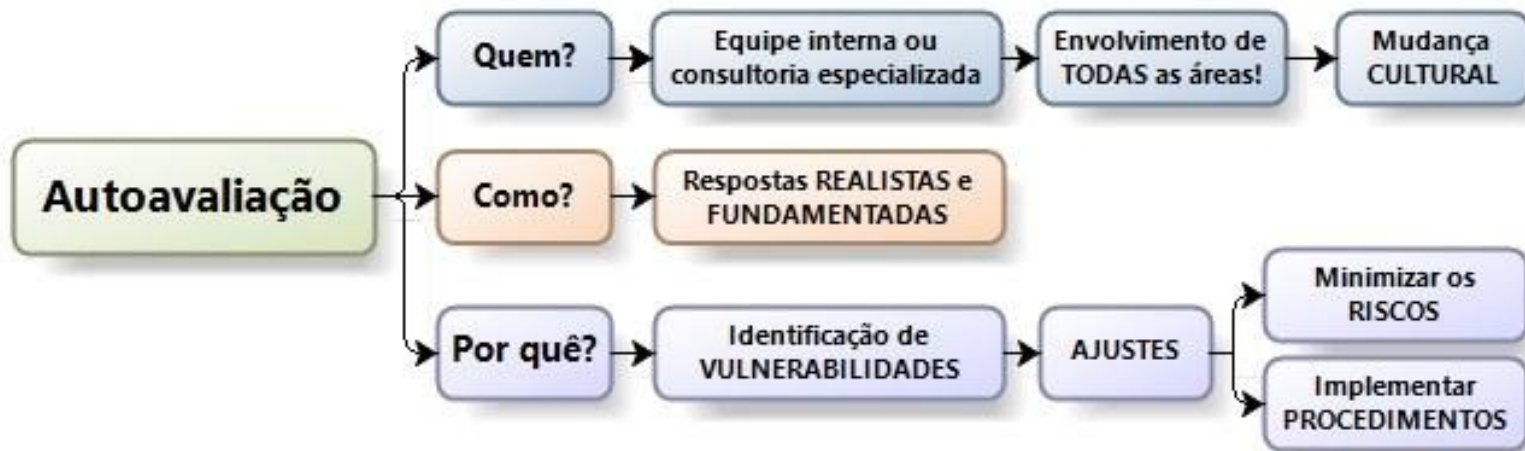 Autoavaliação
Quem?
Equipe interna ou
consultoria especializada
Envolvimento de
TODAS as áreas!
Mudança
CULTURAL
Como?
Respostas REALISTAS e
FUNDAMENTADAS
Por quê?
Identificação de
VULNERABILIDADES
AJUSTES
Minimizar os
RISCOS
Implementar
PROCEDIMENTOS